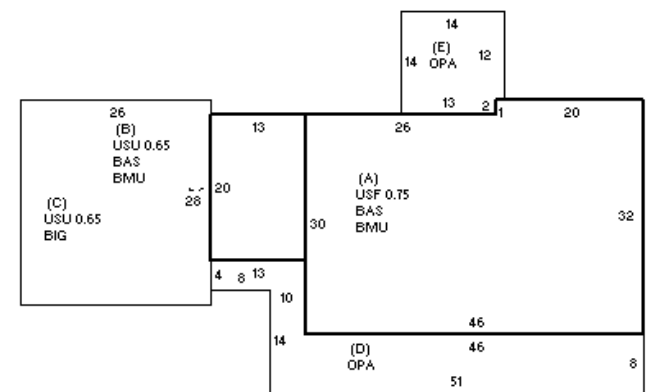 14
(E)
14 OPA 12
13 2
1
26
(B)
USU 0.65
BAS
BMU
13
26
20
(C)
USU 0.65
BIG
28
20
(A)
USF 0.75
BAS
BMU
30
32
4 8 13
10
46
14
(D)
OPA
46
8
51